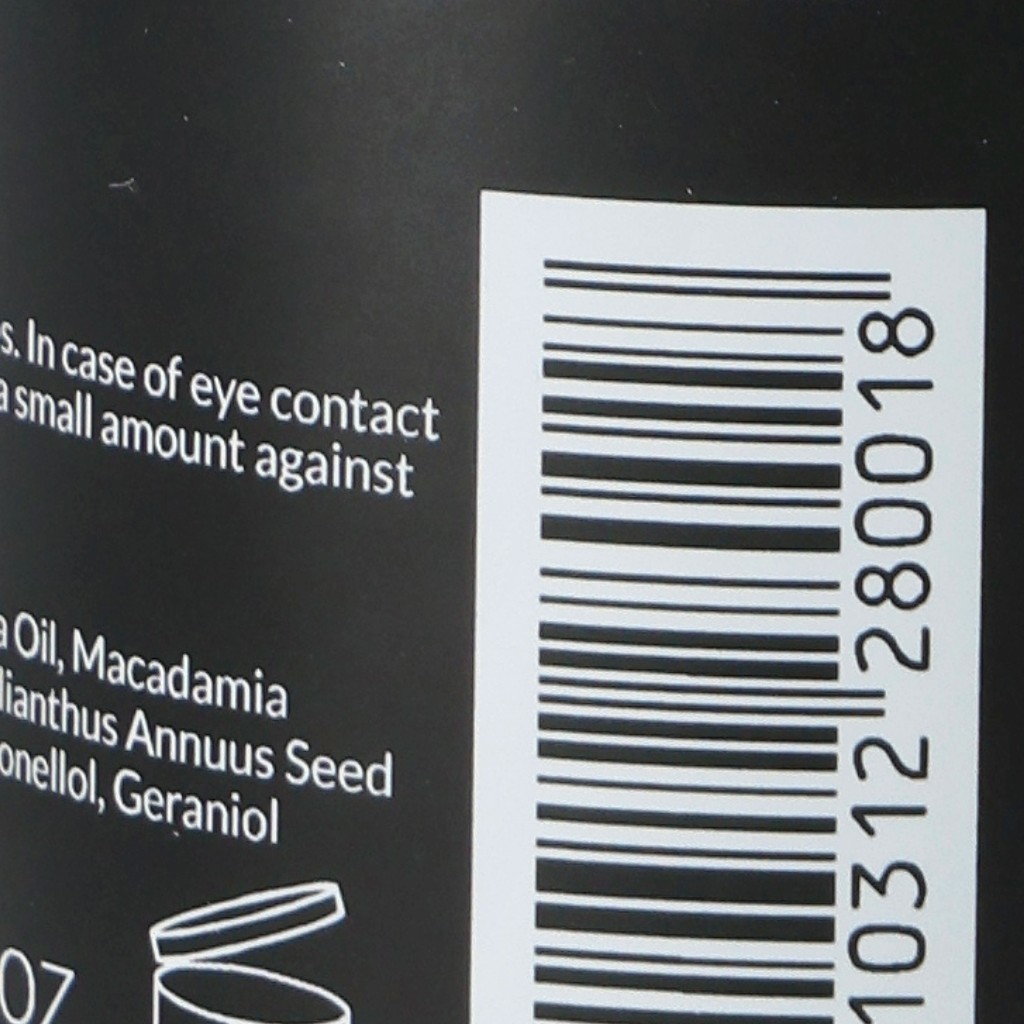 s. In case of eye contact
a small amount against
a Oil, Macadamia
lianthus Annuus Seed
onellol, Geraniol
07
10312 280018